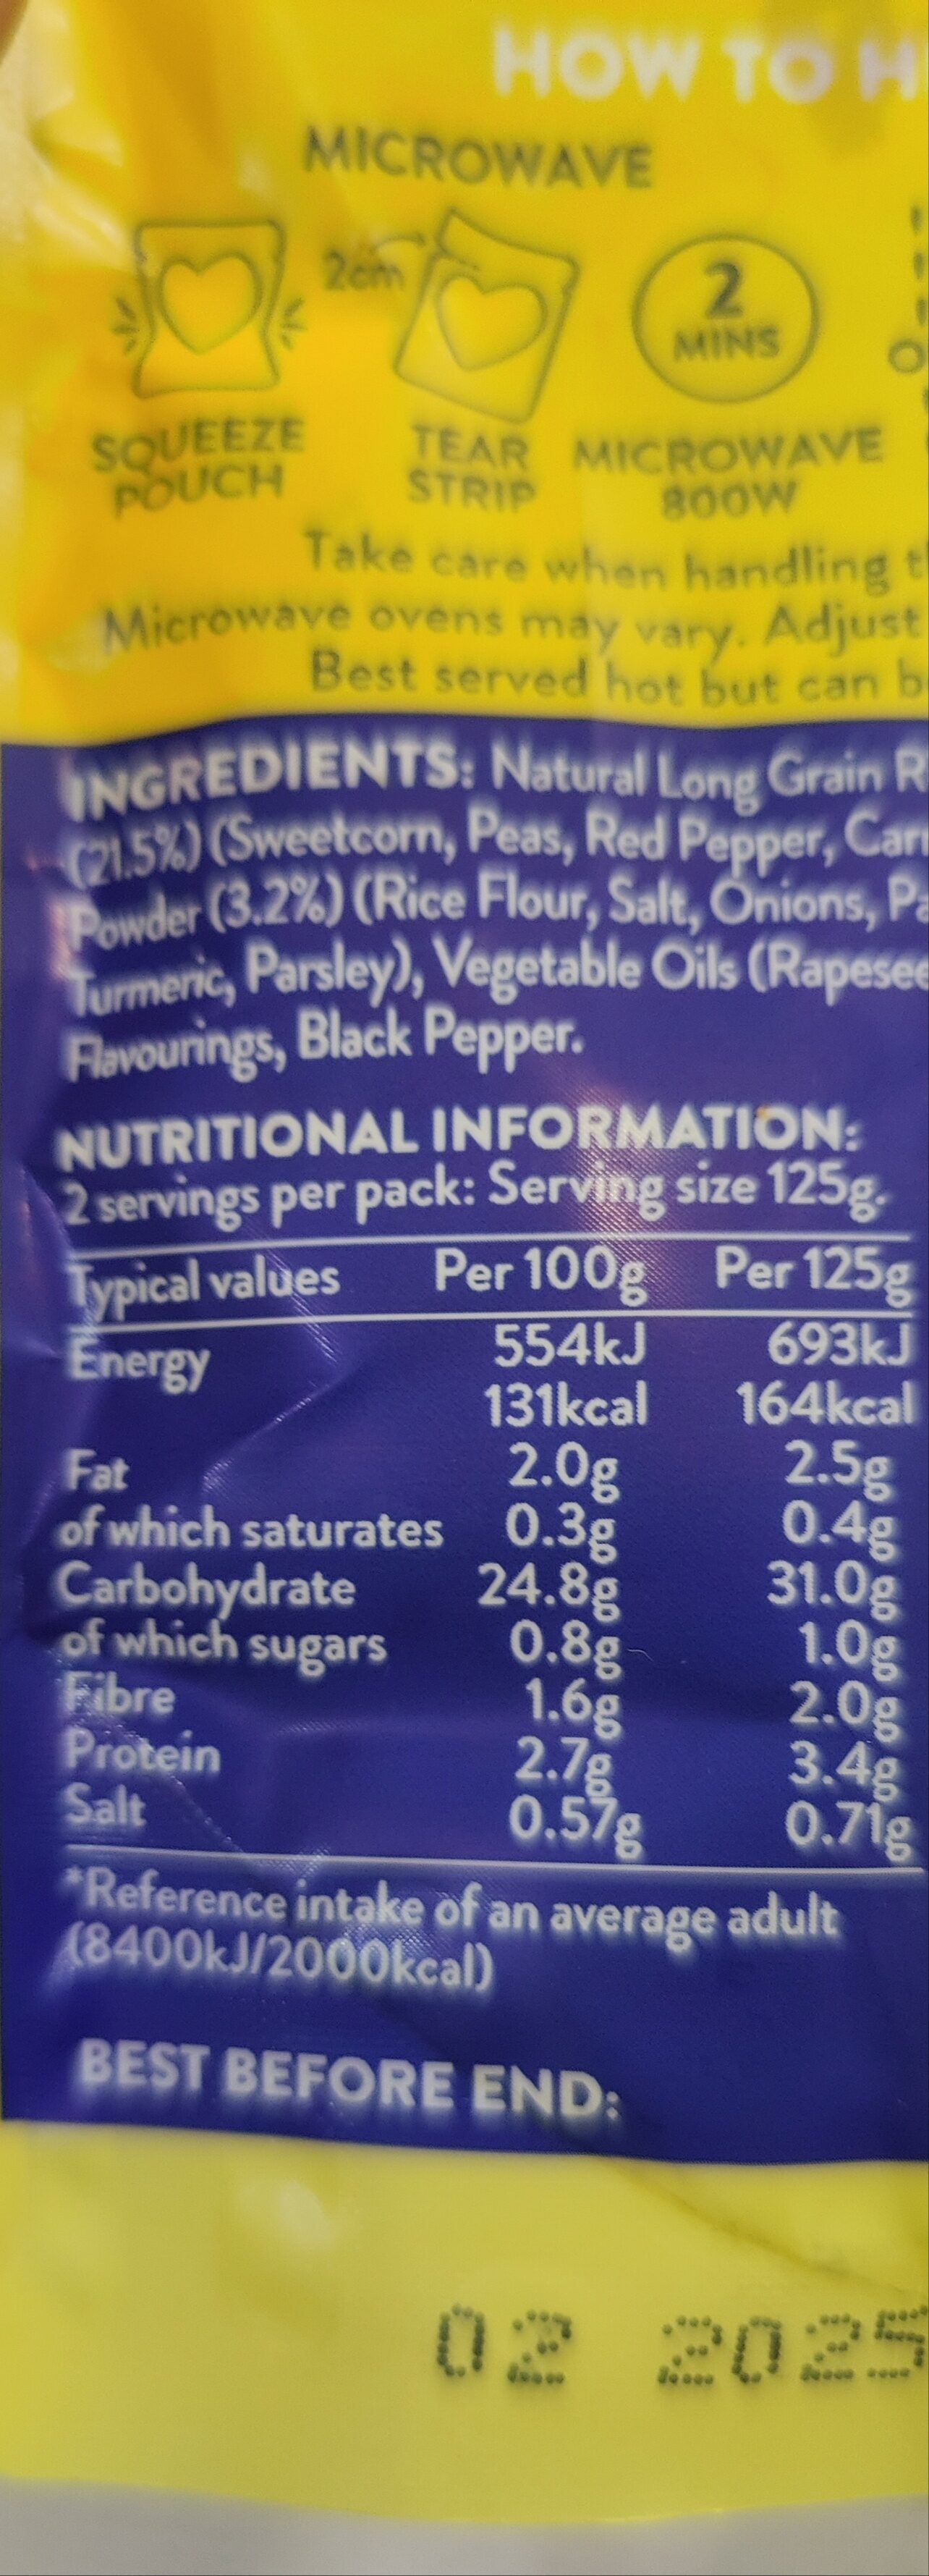 HOW TO H
MICROWAVE
2cm
2
MINS
SQUEEZE
POUCH
TEAR
STRIP
MICROWAVE
800W
Take care when handling t
Microwave ovens may vary. Adjust
Best served hot but can b
INGREDIENTS: Natural Long Grain R
(21.5%) (Sweetcorn, Peas, Red Pepper, Car
Powder (3.2%) (Rice Flour, Salt, Onions, Pa
Turmeric, Parsley), Vegetable Oils (Rapesee
Flavourings, Black Pepper.
NUTRITIONAL INFORMATION:
2 servings per pack: Serving size 125g.
Typical values Per 100g Per 125g
Energy 554kJ 693kJ
131kcal 164kcal
Fat 2.0g 2.5g
of which saturates 0.3g 0.4g
Carbohydrate 24.8g 31.0g
of which sugars 0.8g 1.0g
Fibre 1.6g 2.0g
Protein 2.7g 3.4g
Salt 0.57g 0.71g
*Reference intake of an average adult
(8400kJ/2000kcal)
BEST BEFORE END:
02 2025